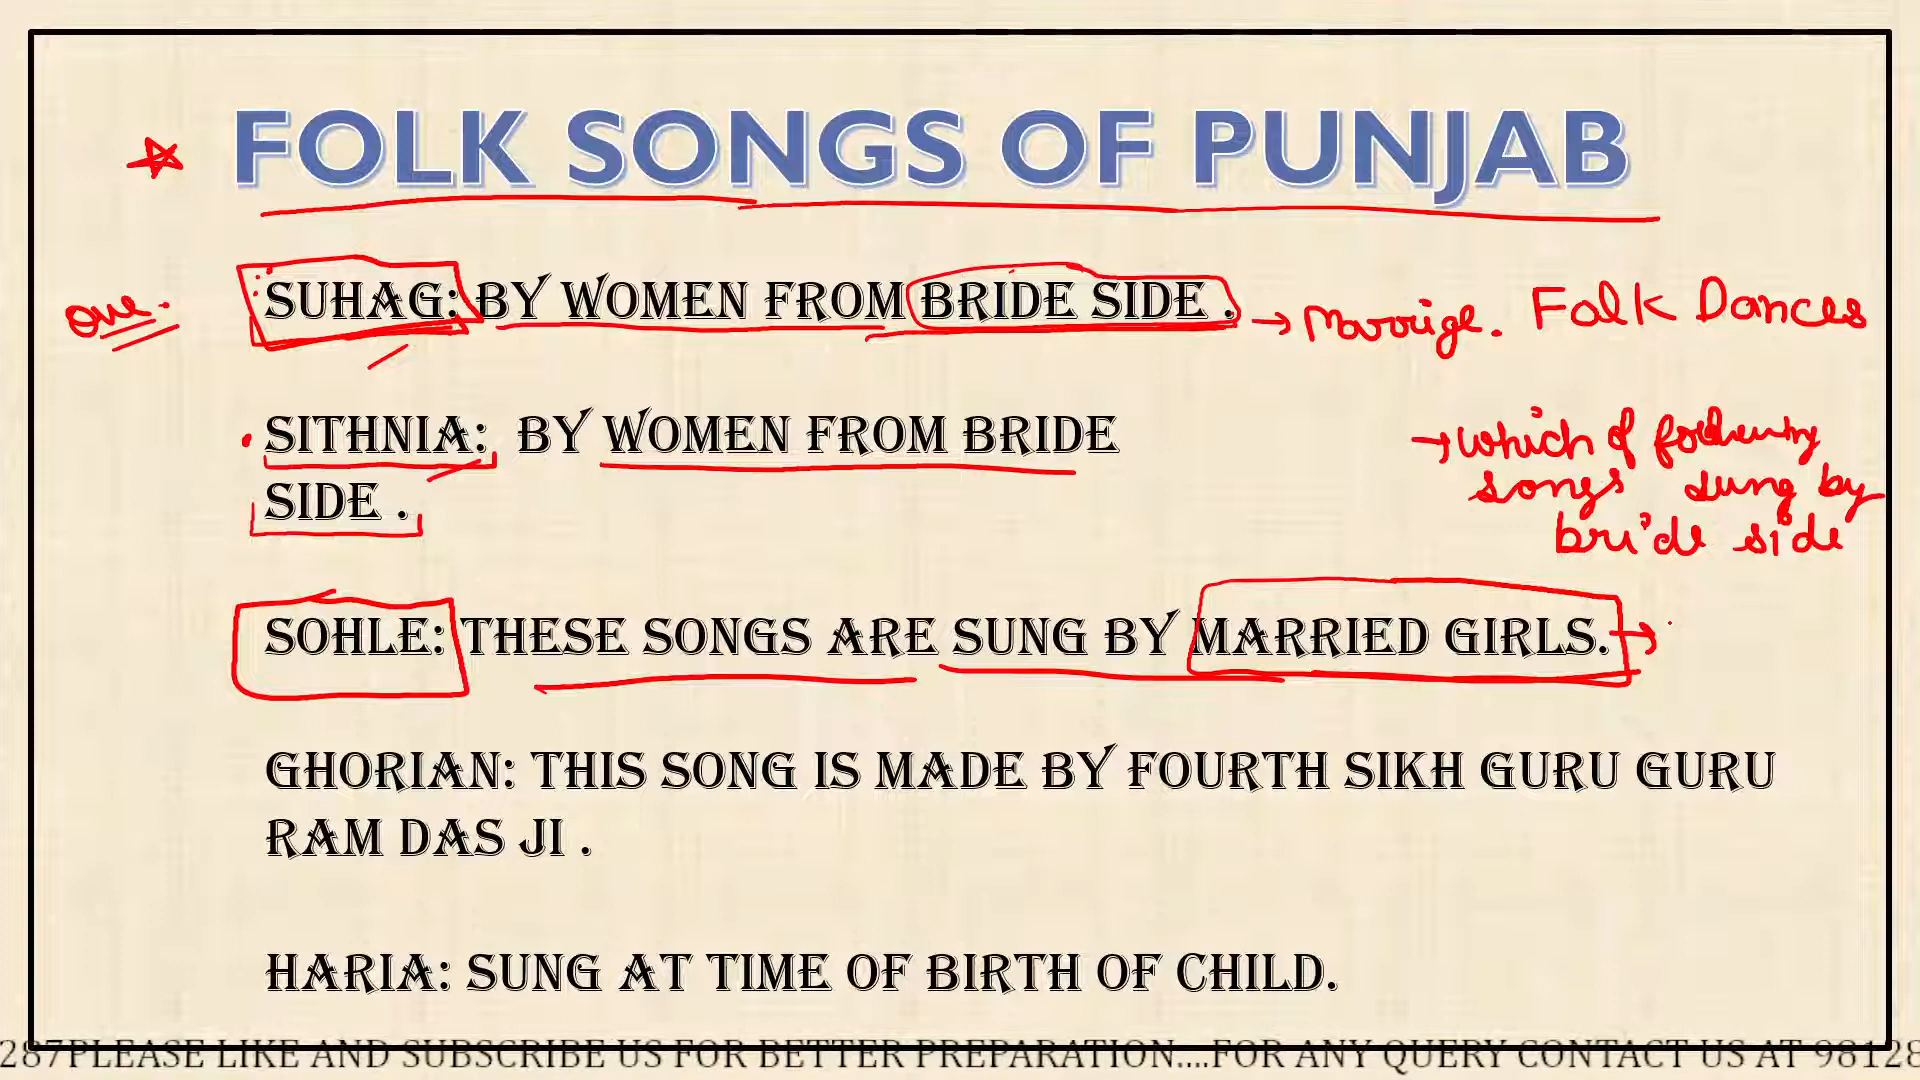 FOLK SONGS OF PUNJAB
one.
SUHAG: BY WOMEN FROM BRIDE SIDE .
→ Marrige. Folk Dances
SITHNIA: BY WOMEN FROM BRIDE
SIDE .
→ which of
songs sung by
bride side
SOHLE: THESE SONGS ARE SUNG BY MARRIED GIRLS. →
GHORIAN: THIS SONG IS MADE BY FOURTH SIKH GURU GURU
RAM DAS JI .
HARIA: SUNG AT TIME OF BIRTH OF CHILD.
287PLEASE LIKE AND SUBSCRIBE US FOR BETTER PREPARATION....FOR ANY QUERY CONTACT US AT 98128